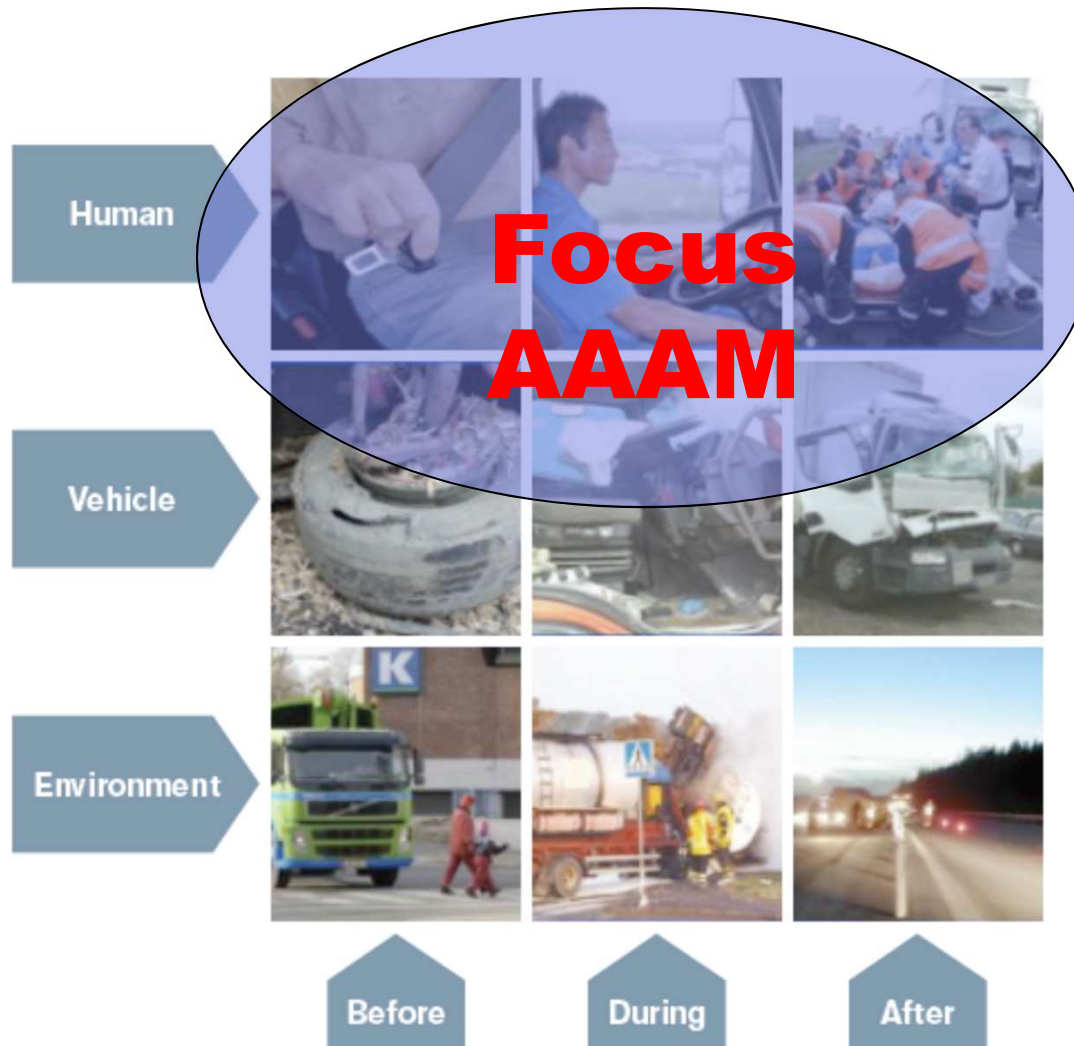 Human
Focus
AAAM
Vehicle
K
Environment
Before
During
After